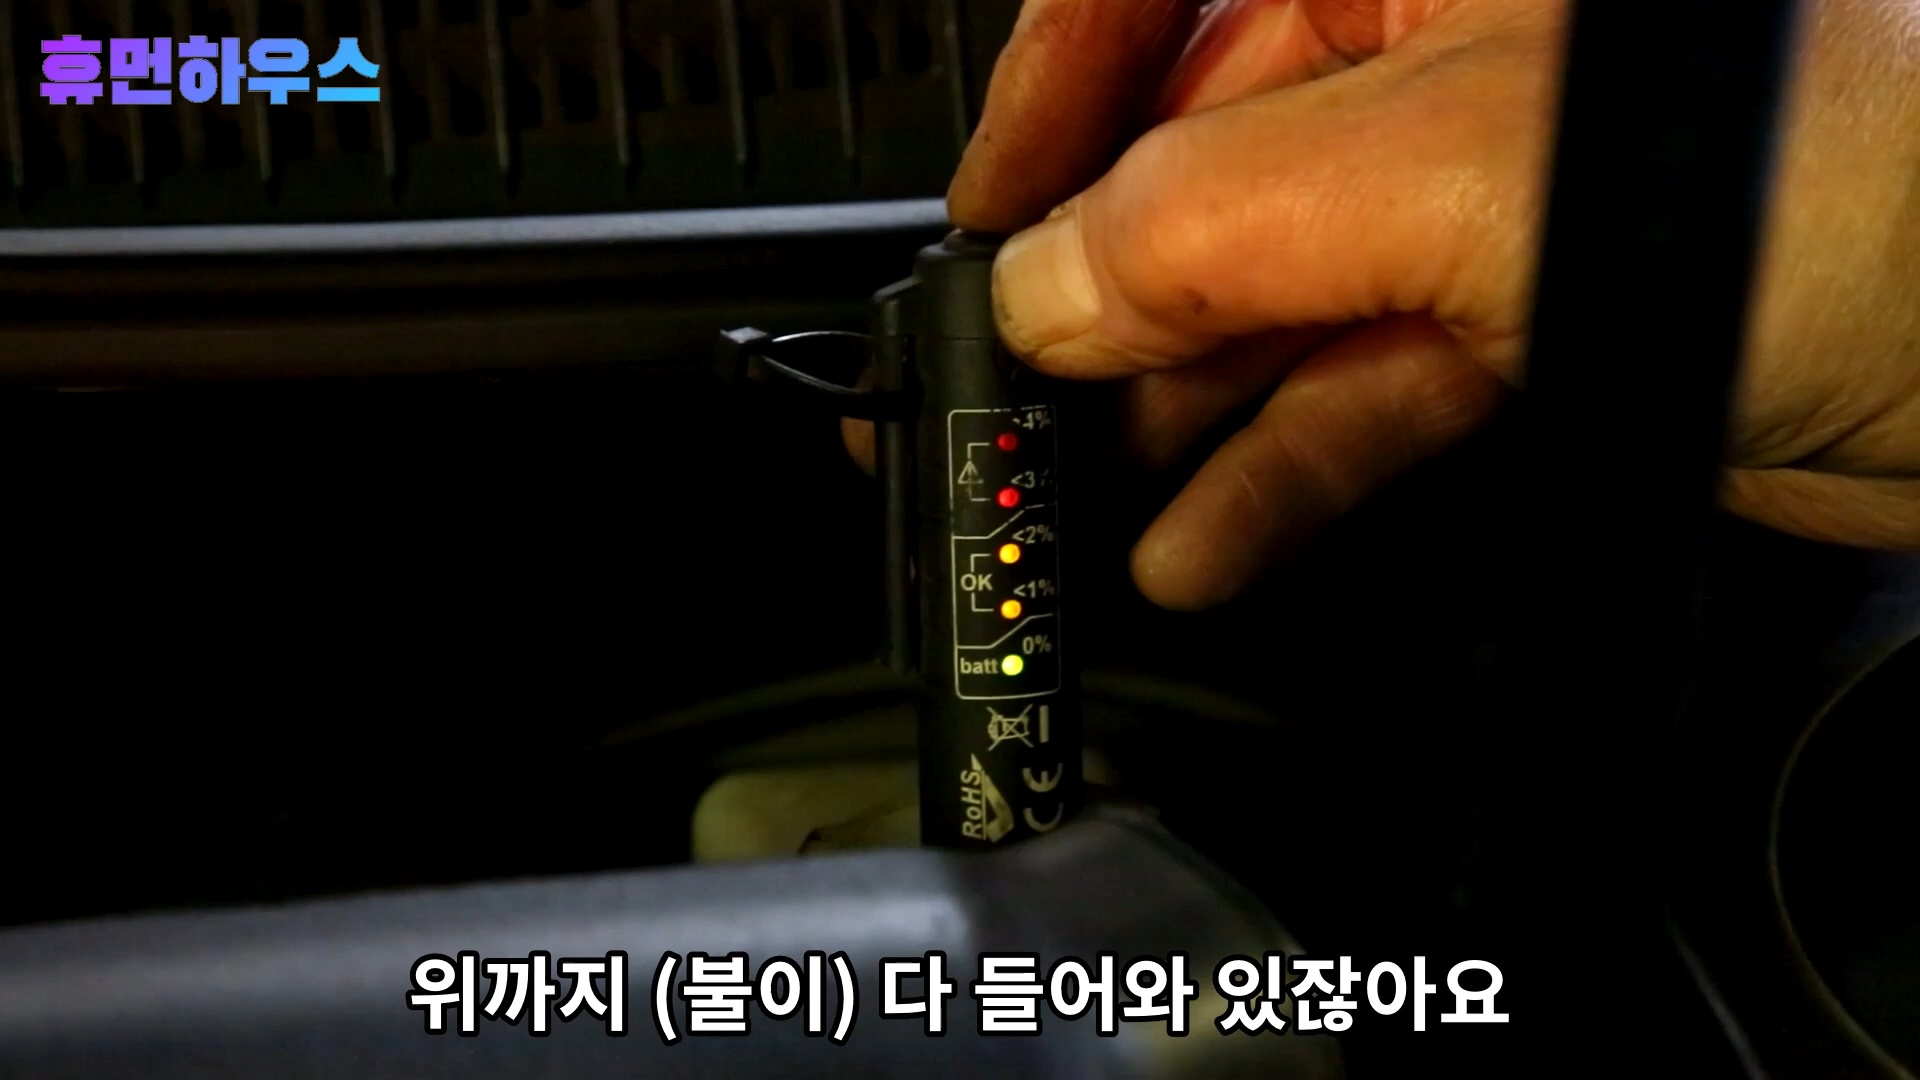 휴먼하우스
<3
<2%
OK
<1%
0%
batt
RoHS
CE
위까지 (불이) 다 들어와 있잖아요